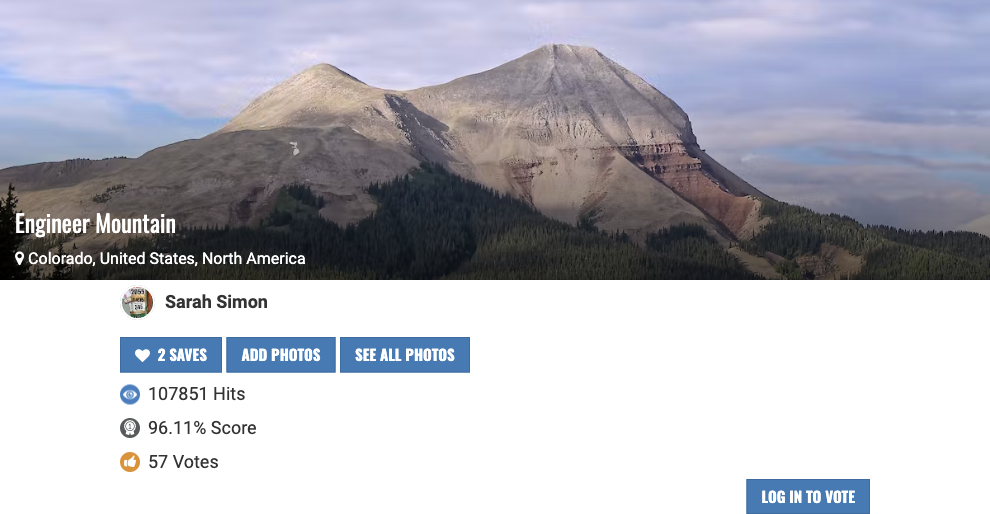 Engineer Mountain
Colorado, United States, North America
Sarah Simon
2 SAVES
ADD PHOTOS
SEE ALL PHOTOS
107851 Hits
96.11% Score
57 Votes
LOG IN TO VOTE